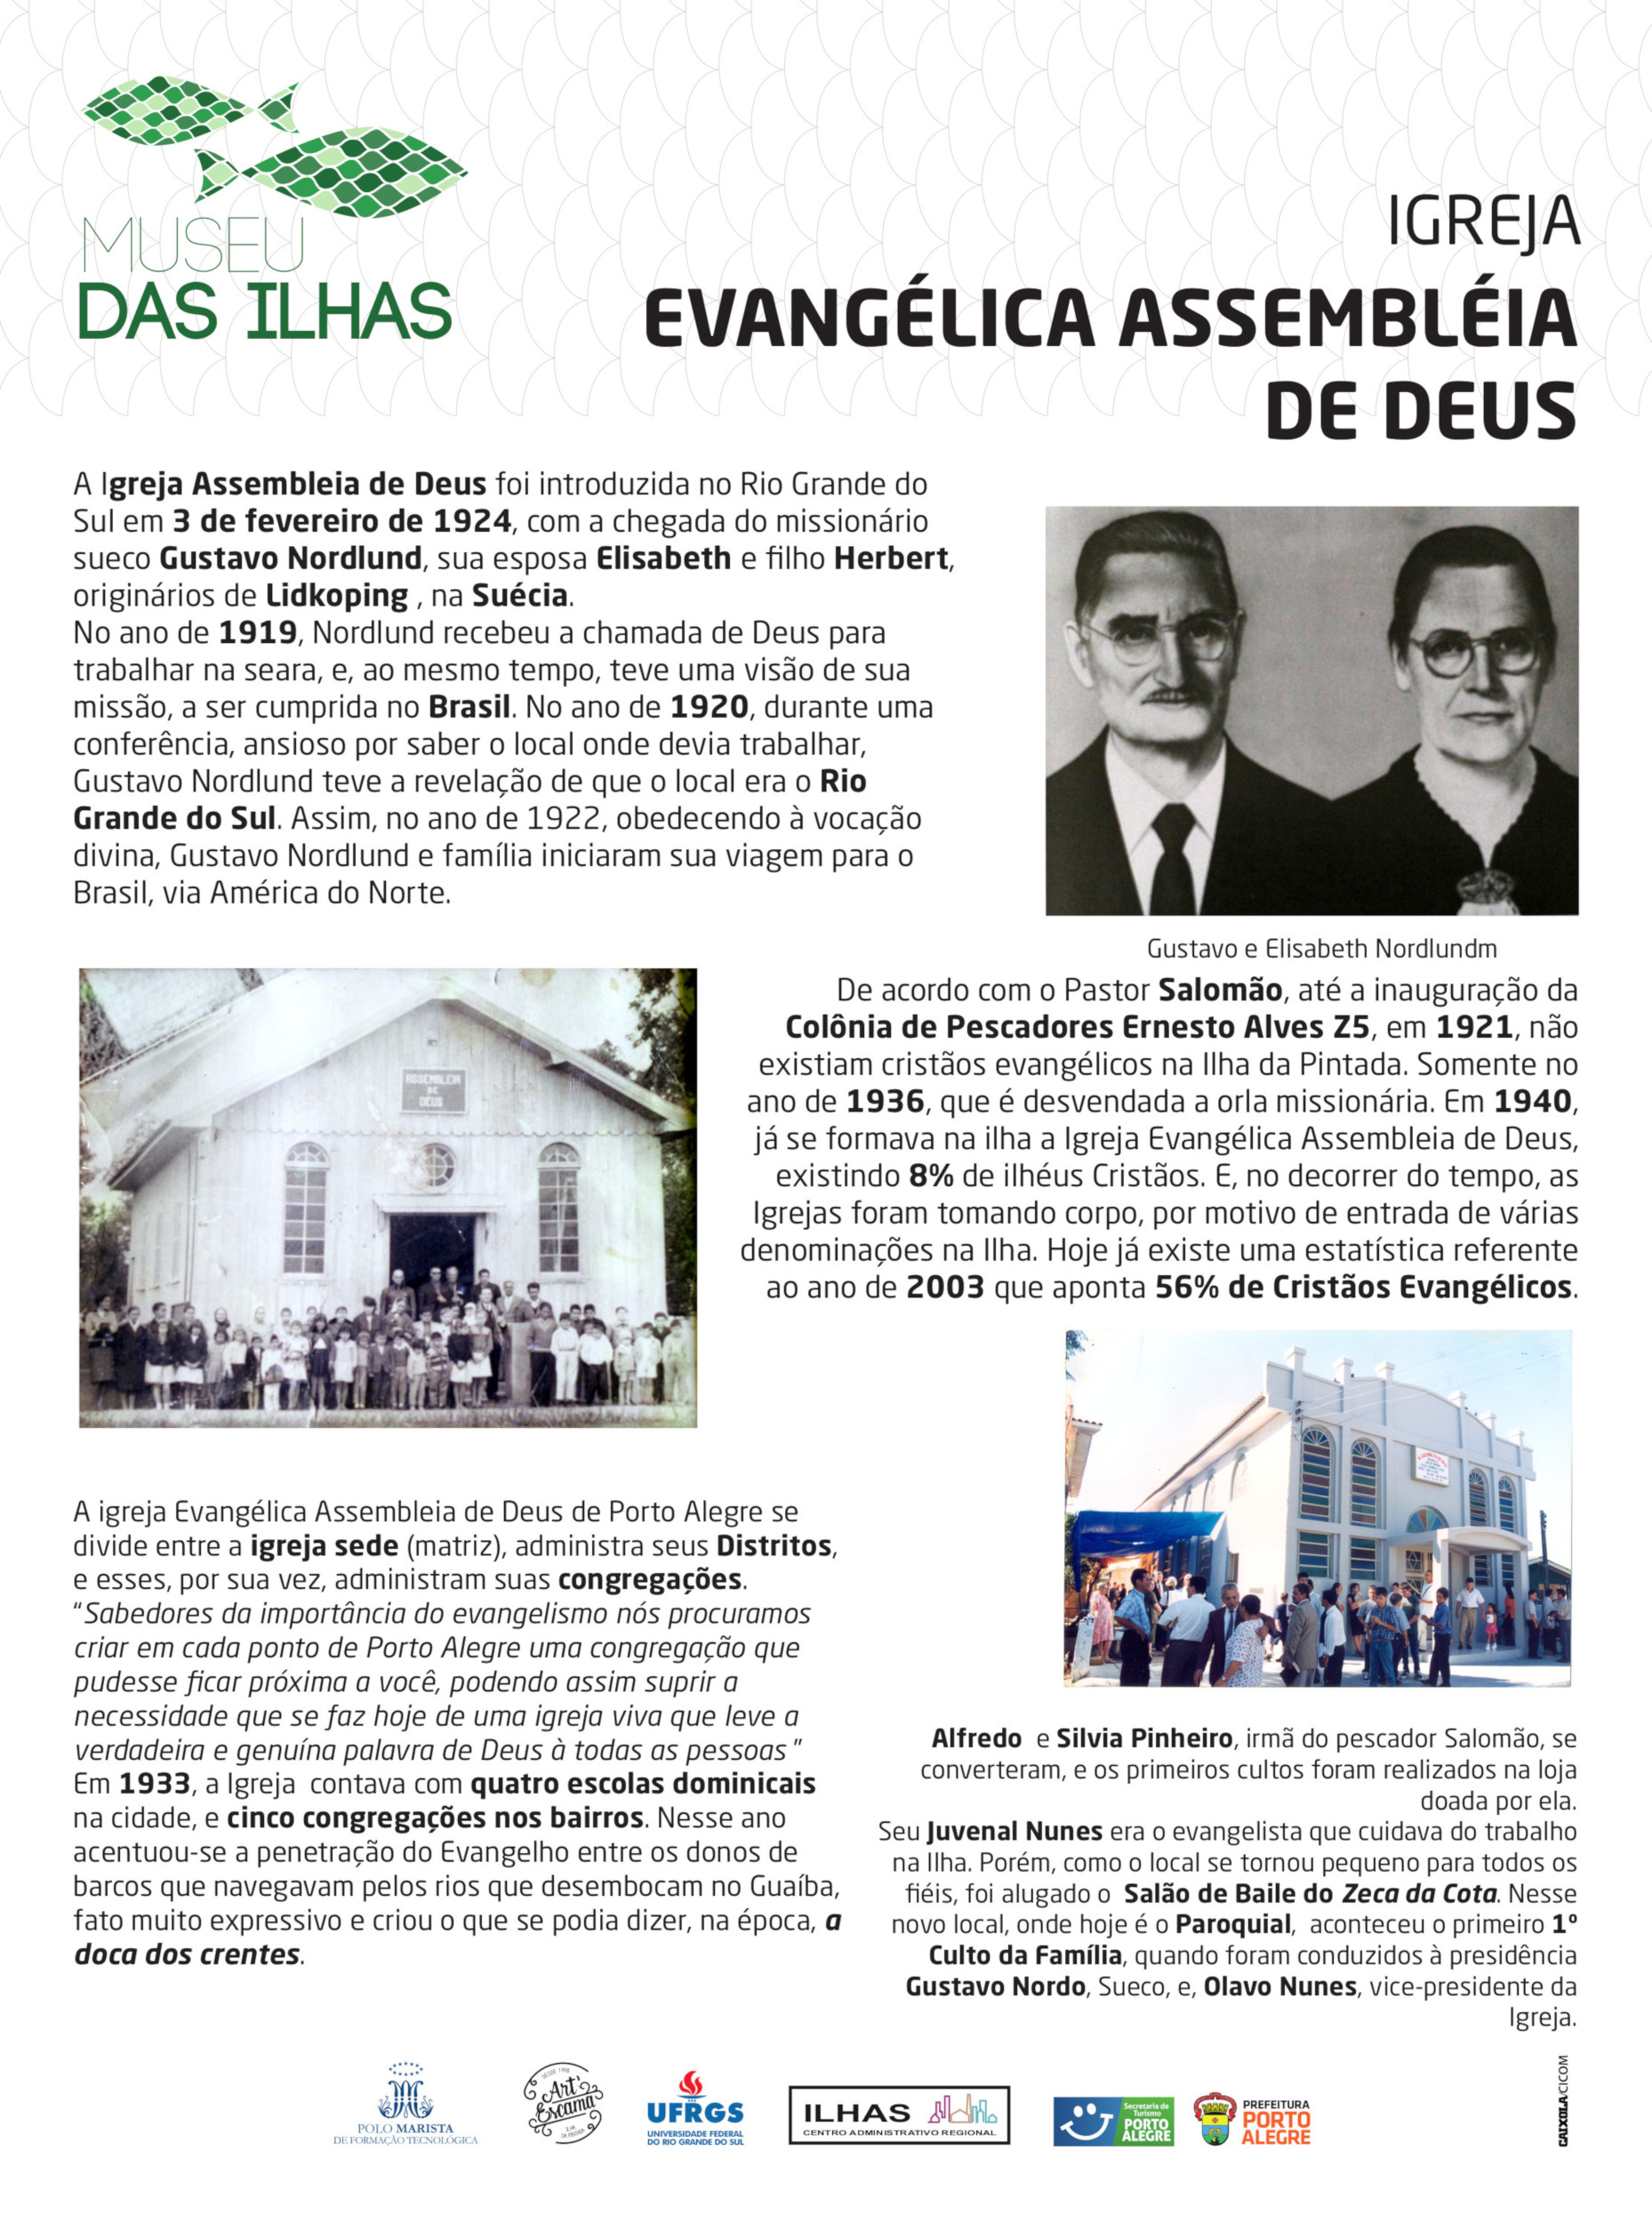 MUSEU
DAS ILHAS
IGREJA
EVANGÉLICA ASSEMBLÉIA
DE DEUS
A Igreja Assembleia de Deus foi introduzida no Rio Grande do
Sul em 3 de fevereiro de 1924, com a chegada do missionário
sueco Gustavo Nordlund, sua esposa Elisabeth e filho Herbert,
originários de Lidkoping , na Suécia.
No ano de 1919, Nordlund recebeu a chamada de Deus para
trabalhar na seara, e, ao mesmo tempo, teve uma visão de sua
missão, a ser cumprida no Brasil. No ano de 1920, durante uma
conferência, ansioso por saber o local onde devia trabalhar,
Gustavo Nordlund teve a revelação de que o local era o Rio
Grande do Sul. Assim, no ano de 1922, obedecendo à vocação
divina, Gustavo Nordlund e família iniciaram sua viagem para o
Brasil, via América do Norte.
Gustavo e Elisabeth Nordlundm
De acordo com o Pastor Salomão, até a inauguração da
Colônia de Pescadores Ernesto Alves Z5, em 1921, não
existiam cristãos evangélicos na Ilha da Pintada. Somente no
ano de 1936, que é desvendada a orla missionária. Em 1940,
já se formava na ilha a Igreja Evangélica Assembleia de Deus,
existindo 8% de ilhéus Cristãos. E, no decorrer do tempo, as
Igrejas foram tomando corpo, por motivo de entrada de várias
denominações na Ilha. Hoje já existe uma estatística referente
ao ano de 2003 que aponta 56% de Cristãos Evangélicos.
ASSEMBLEIA
DE
DEUS
A igreja Evangélica Assembleia de Deus de Porto Alegre se
divide entre a igreja sede (matriz), administra seus Distritos,
e esses, por sua vez, administram suas congregações.
"Sabedores da importância do evangelismo nós procuramos
criar em cada ponto de Porto Alegre uma congregação que
pudesse ficar próxima a você, podendo assim suprir a
necessidade que se faz hoje de uma igreja viva que leve a
verdadeira e genuína palavra de Deus à todas as pessoas"
Em 1933, a Igreja contava com quatro escolas dominicais
na cidade, e cinco congregações nos bairros. Nesse ano
acentuou-se a penetração do Evangelho entre os donos de
barcos que navegavam pelos rios que desembocam no Guaíba,
fato muito expressivo e criou o que se podia dizer, na época, a
doca dos crentes.
Alfredo e Silvia Pinheiro, irmã do pescador Salomão, se
converteram, e os primeiros cultos foram realizados na loja
doada por ela.
Seu Juvenal Nunes era o evangelista que cuidava do trabalho
na Ilha. Porém, como o local se tornou pequeno para todos os
fiéis, foi alugado o Salão de Baile do Zeca da Cota. Nesse
novo local, onde hoje é o Paroquial, aconteceu o primeiro 1º
Culto da Família, quando foram conduzidos à presidência
Gustavo Nordo, Sueco, e, Olavo Nunes, vice-presidente da
Igreja.
POLO MARISTA
DE FORMAÇÃO TECNOLÓGICA
Art'
Escama
UFRGS
UNIVERSIDADE FEDERAL
DO RIO GRANDE DO SUL
ILHAS
CENTRO ADMINISTRATIVO REGIONAL
Secretaria de
Turismo
PORTO
ALEGRE
PREFEITURA
PORTO
ALEGRE
CAIXOLA/CICOM